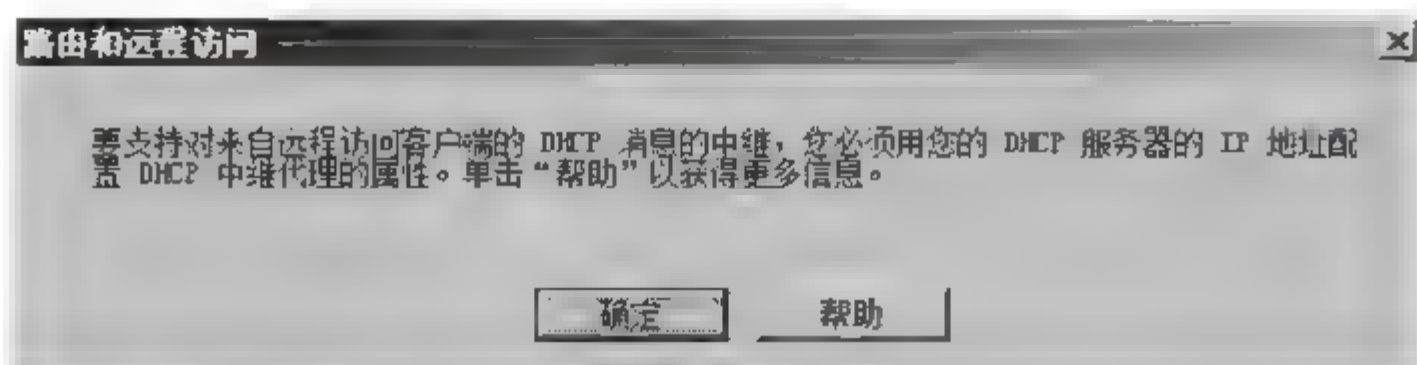 路由和远程访问
要支持对来自远程访问客户端的 DHCP 消息的中继，您必须用您的 DHCP 服务器的 IP 地址配
置 DHCP 中继代理的属性。单击“帮助”以获得更多信息。
确定 帮助